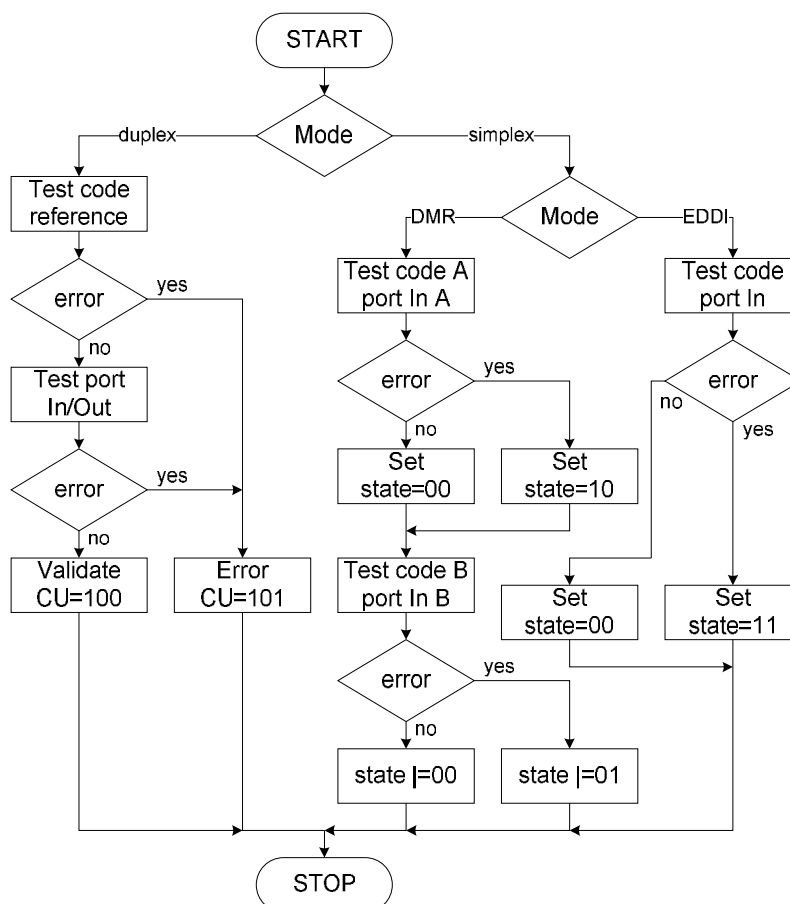 START
Mode
duplex
simplex
Test code
reference
error
yes
no
Test port
In/Out
error
yes
no
Validate
CU=100
Error
CU=101
Mode
DMR
EDDI
Test code A
port In A
error
yes
no
Set
state=00
Set
state=10
Test code B
port In B
error
yes
no
state |=00
state |=01
Test code
port In
error
no
yes
Set
state=00
Set
state=11
STOP